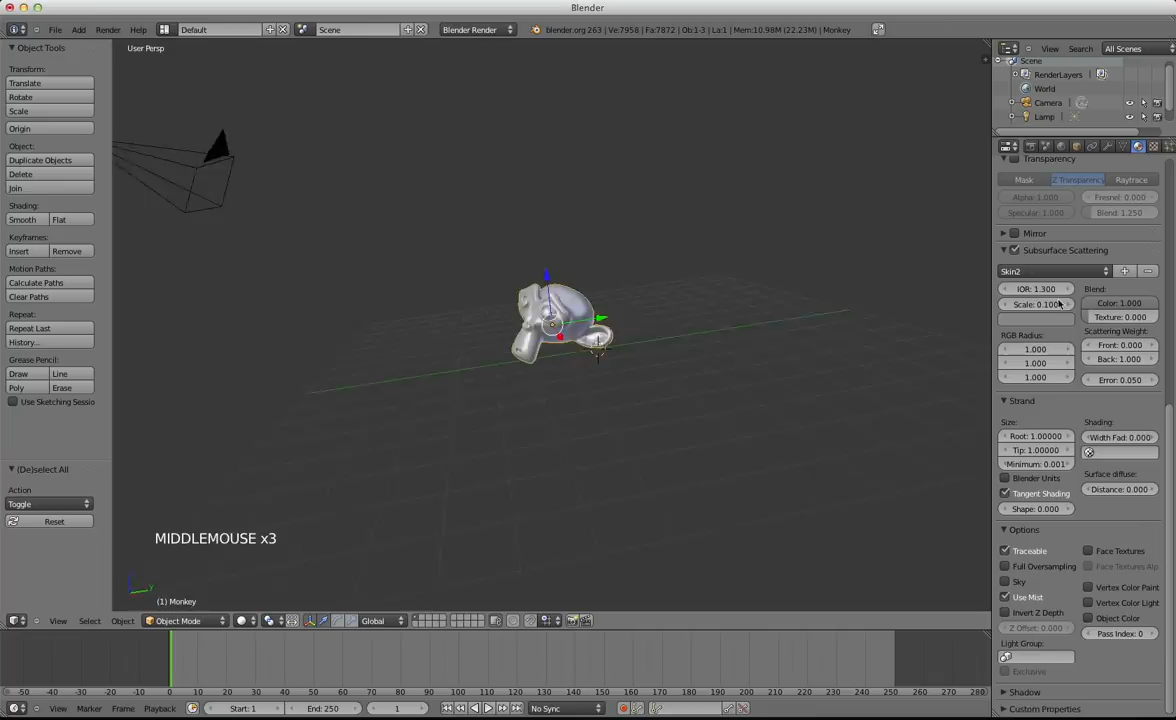 Blender
File Add Render Help Default Scene Blender Render blender.org 263 | Ve:7958 | Fa:7872 | Ob:1-3 | La:1 | Mem:10.98M (22.23M) | Monkey
Object Tools
Transform:
Translate
Rotate
Scale
Origin
Object:
Duplicate Objects
Delete
Join
Shading:
Smooth Flat
Keyframes:
Insert Remove
Motion Paths:
Calculate Paths
Clear Paths
Repeat:
Repeat Last
History...
Grease Pencil:
Draw Line
Poly Erase
Use Sketching Sessio
(De)select All
Action
Toggle
Reset
User Persp
MIDDLEMOUSE x3
y
(1) Monkey
View Select Object Object Mode Global
View Search All Scenes
Scene
RenderLayers
World
Camera
Lamp
Transparency
Mask Z Transparency Raytrace
Alpha: 1.000 Fresnel: 0.000
Specular: 1.000 Blend: 1.250
Mirror
Subsurface Scattering
Skin2
IOR: 1.300 Blend:
Scale: 0.100 Color: 1.000
Texture: 0.000
RGB Radius: Scattering Weight:
1.000 Front: 0.000
1.000 Back: 1.000
1.000 Error: 0.050
Strand
Size: Shading:
Root: 1.00000 Width Fad: 0.000
Tip: 1.00000
Minimum: 0.001
Blender Units Surface diffuse:
Tangent Shading Distance: 0.000
Shape: 0.000
Options
Traceable Face Textures
Full Oversampling Face Textures Alp
Sky Vertex Color Paint
Use Mist Vertex Color Light
Invert Z Depth Object Color
Z Offset: 0.000 Pass Index: 0
Light Group:
Exclusive
Shadow
Custom Properties
-50 -40 -30 -20 -10 0 10 20 30 40 50 60 70 80 90 100 110 120 130 140 150 160 170 180 190 200 210 220 230 240 250 260 270 280
View Marker Frame Playback Start: 1 End: 250 1 No Sync